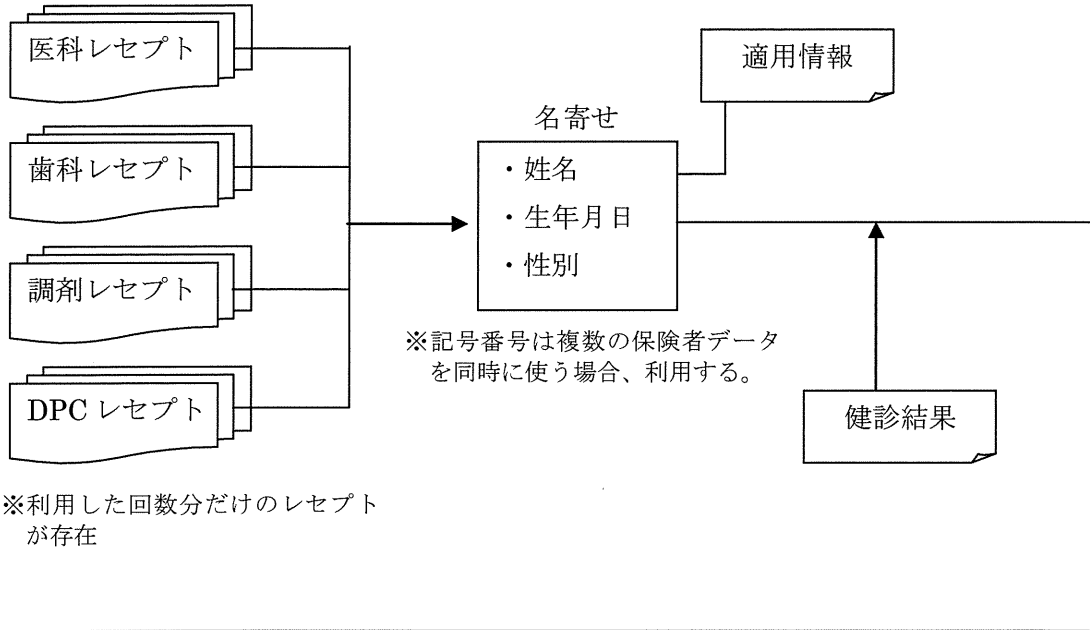 医科レセプト
歯科レセプト
調剤レセプト
DPC レセプト
※利用した回数分だけのレセプト
が存在
名寄せ
・姓名
・生年月日
・性別
※記号番号は複数の保険者データ
を同時に使う場合、利用する。
適用情報
健診結果